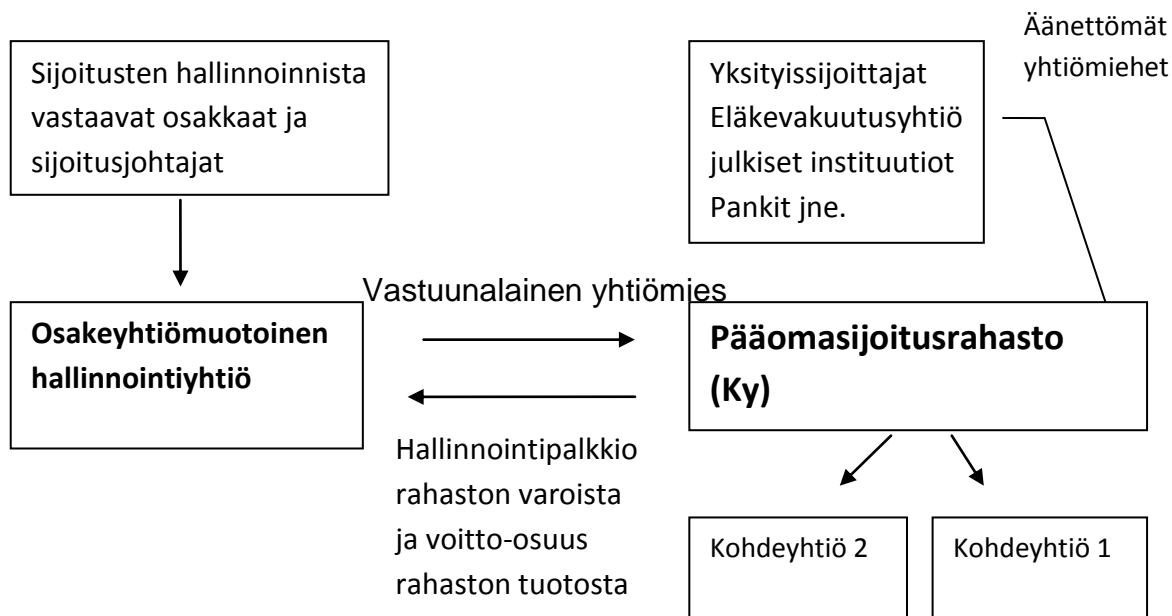 Äänettömät
yhtiömiehet
Sijoitusten hallinnoinnista
vastaavat osakkaat ja
sijoitusjohtajat
Yksityissijoittajat
Eläkevakuutusyhtiö
julkiset instituutiot
Pankit jne.
Vastuunalainen yhtiömies
Osakeyhtiömuotoinen
hallinnointiyhtiö
Pääomasijoitusrahasto
(Ky)
Hallinnointipalkkio
rahaston varoista
ja voitto-osuus
rahaston tuotosta
Kohdeyhtiö 2
Kohdeyhtiö 1